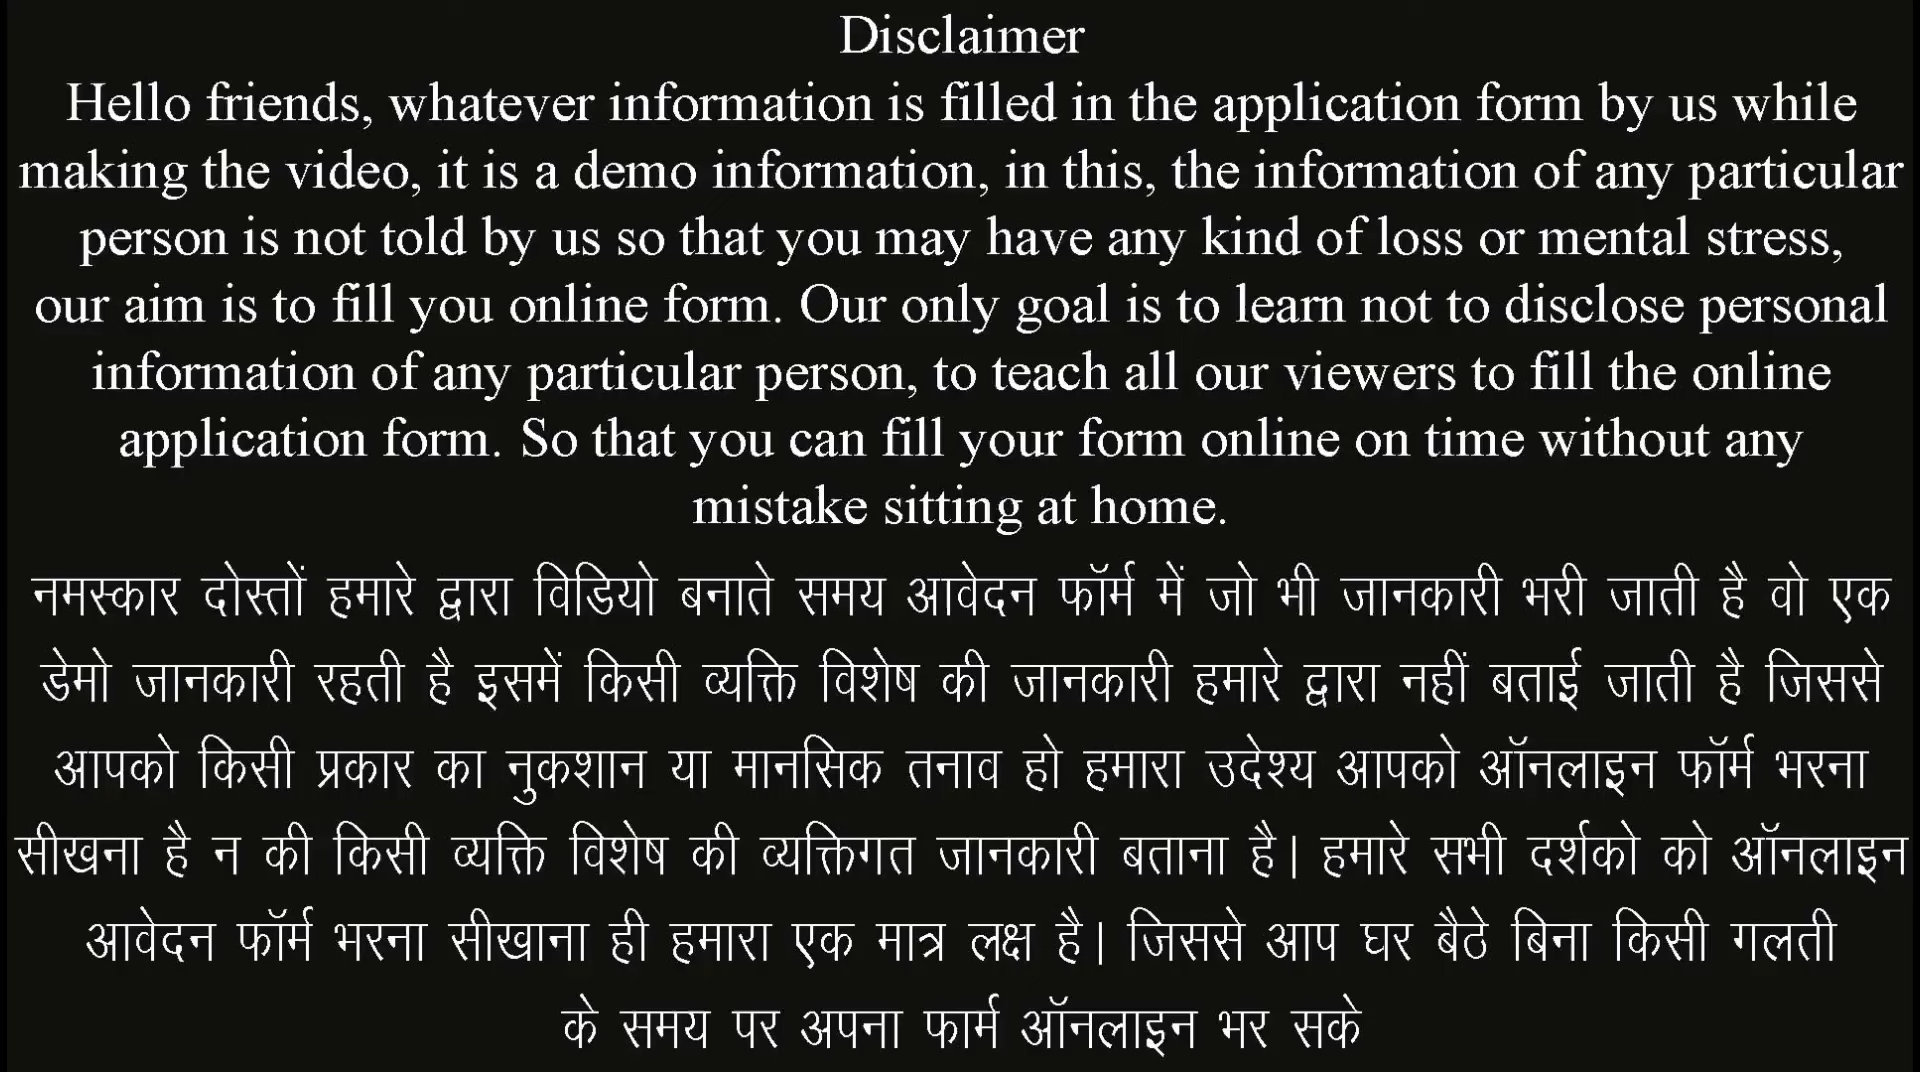 Disclaimer
Hello friends, whatever information is filled in the application form by us while
making the video, it is a demo information, in this, the information of any particular
person is not told by us so that you may have any kind of loss or mental stress,
our aim is to fill you online form. Our only goal is to learn not to disclose personal
information of any particular person, to teach all our viewers to fill the online
application form. So that you can fill your form online on time without any
mistake sitting at home.
नमस्कार दोस्तों हमारे द्वारा विडियो बनाते समय आवेदन फॉर्म में जो भी जानकारी भरी जाती है वो एक
डेमो जानकारी रहती है इसमें किसी व्यक्ति विशेष की जानकारी हमारे द्वारा नहीं बताई जाती है जिससे
आपको किसी प्रकार का नुकशान या मानसिक तनाव हो हमारा उदेश्य आपको ऑनलाइन फॉर्म भरना
सीखना है न की किसी व्यक्ति विशेष की व्यक्तिगत जानकारी बताना है। हमारे सभी दर्शको को ऑनलाइन
आवेदन फॉर्म भरना सीखाना ही हमारा एक मात्र लक्ष है। जिससे आप घर बैठे बिना किसी गलती
के समय पर अपना फार्म ऑनलाइन भर सके